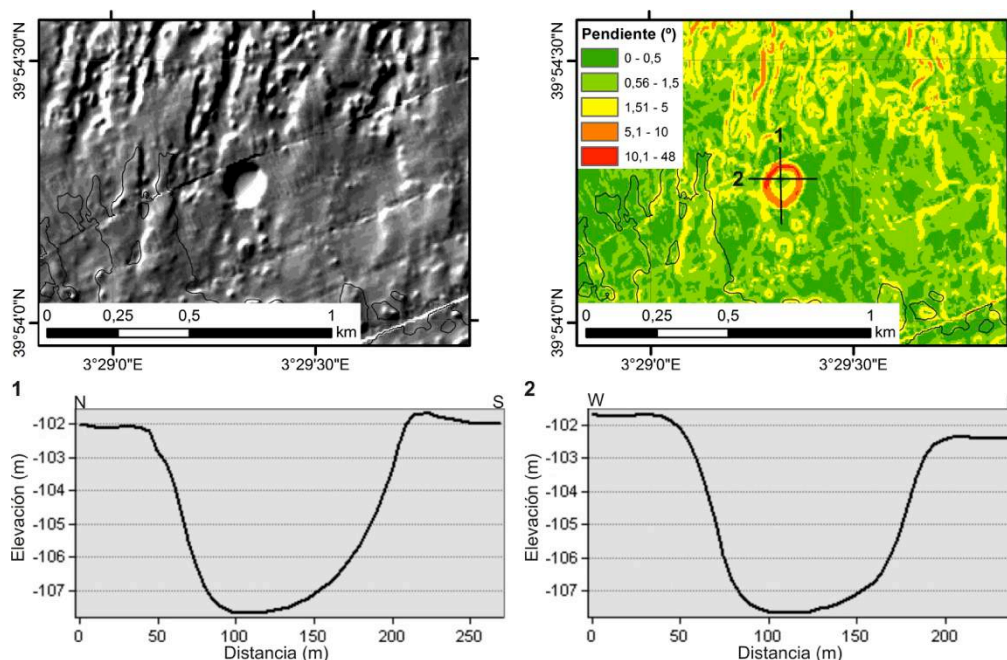 39°54'30"N
39°54'0"N
0 0,25 0,5 1
km
3°29'0"E 3°29'30"E
Pendiente (º)
0 - 0,5
0,56 - 1,5
1,51 - 5
5,1 - 10
10,1 - 48
1
2
39°54'30"N
39°54'0"N
0 0,25 0,5 1
km
3°29'0"E 3°29'30"E
1
N S
Elevación (m)
-102
-103
-104
-105
-106
-107
0 50 100 150 200 250
Distancia (m)
2
W
Elevación (m)
-102
-103
-104
-105
-106
-107
0 50 100 150 200
Distancia (m)